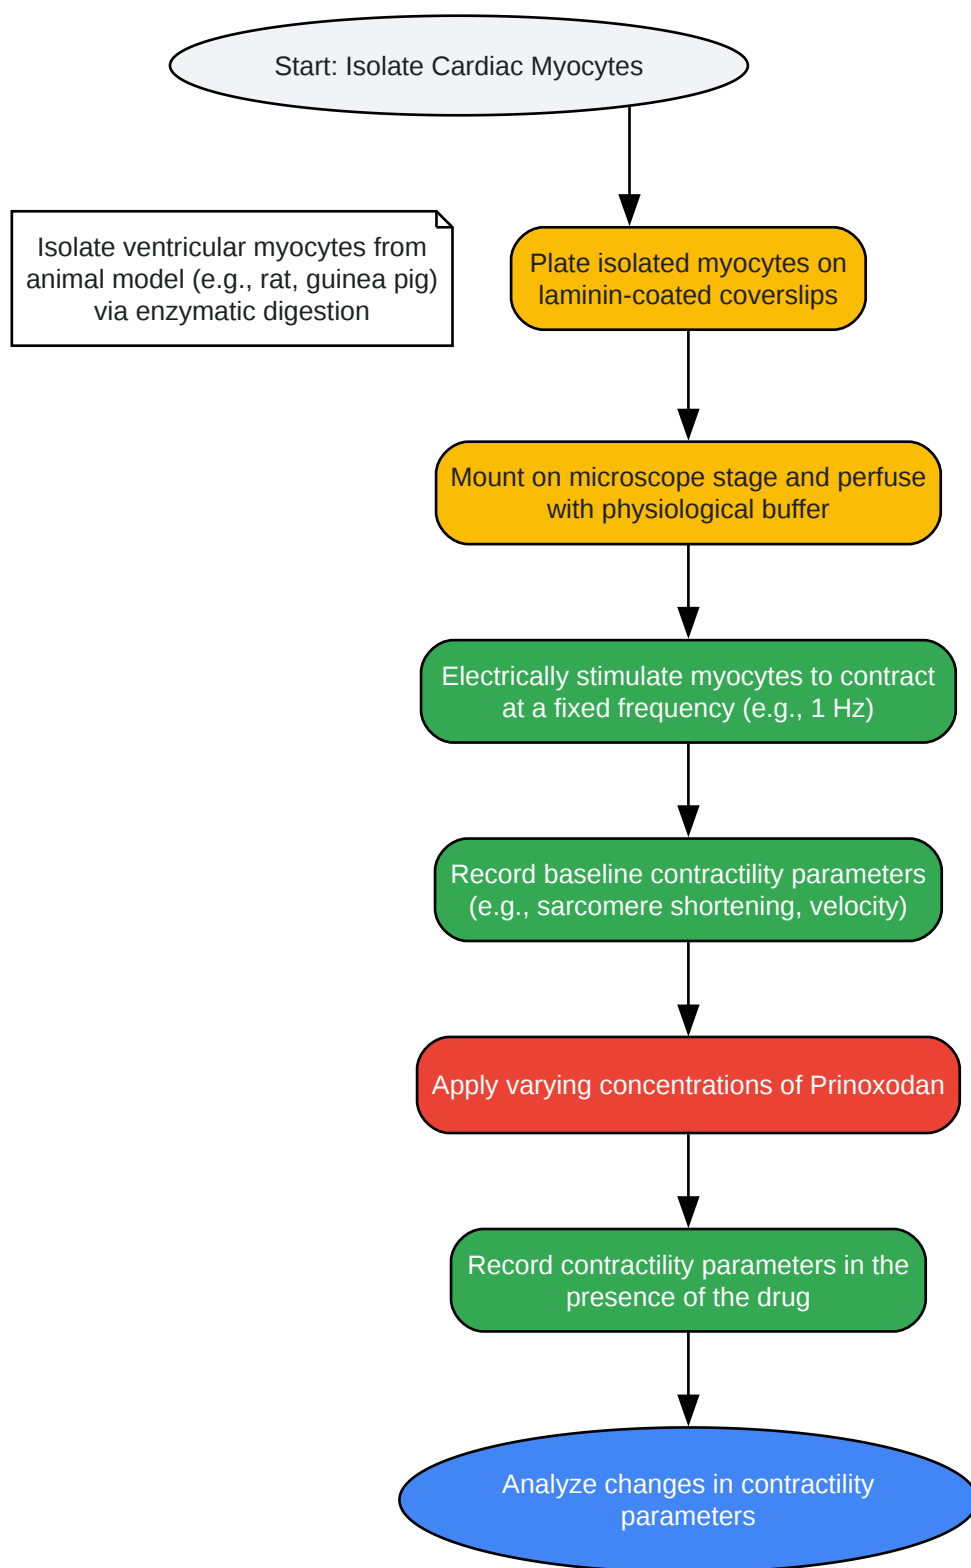 Start: Isolate Cardiac Myocytes
Isolate ventricular myocytes from
animal model (e.g., rat, guinea pig)
via enzymatic digestion
Plate isolated myocytes on
laminin-coated coverslips
Mount on microscope stage and perfuse
with physiological buffer
Electrically stimulate myocytes to contract
at a fixed frequency (e.g., 1 Hz)
Record baseline contractility parameters
(e.g., sarcomere shortening, velocity)
Apply varying concentrations of Prinoxodan
Record contractility parameters in the
presence of the drug
Analyze changes in contractility
parameters